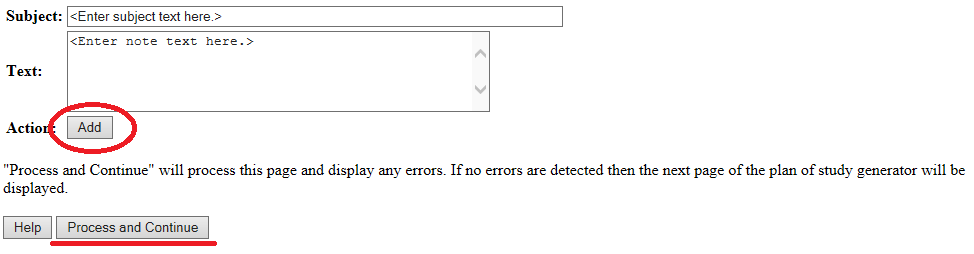 Subject: <Enter subject text here.>
<Enter note text here.>
Text:
Action: Add
"Process and Continue" will process this page and display any errors. If no errors are detected then the next page of the plan of study generator will be
displayed.
Help Process and Continue